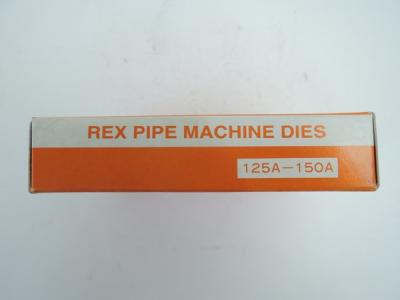 REX PIPE MACHINE DIES
125A-150A